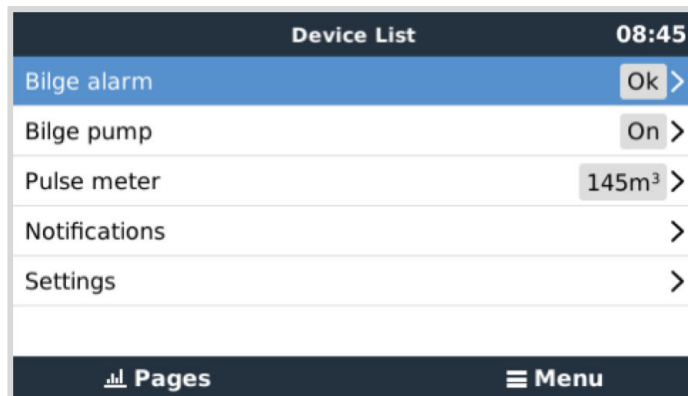 Device List 08:45
Bilge alarm Ok
Bilge pump On
Pulse meter 145m³
Notifications
Settings
Pages Menu